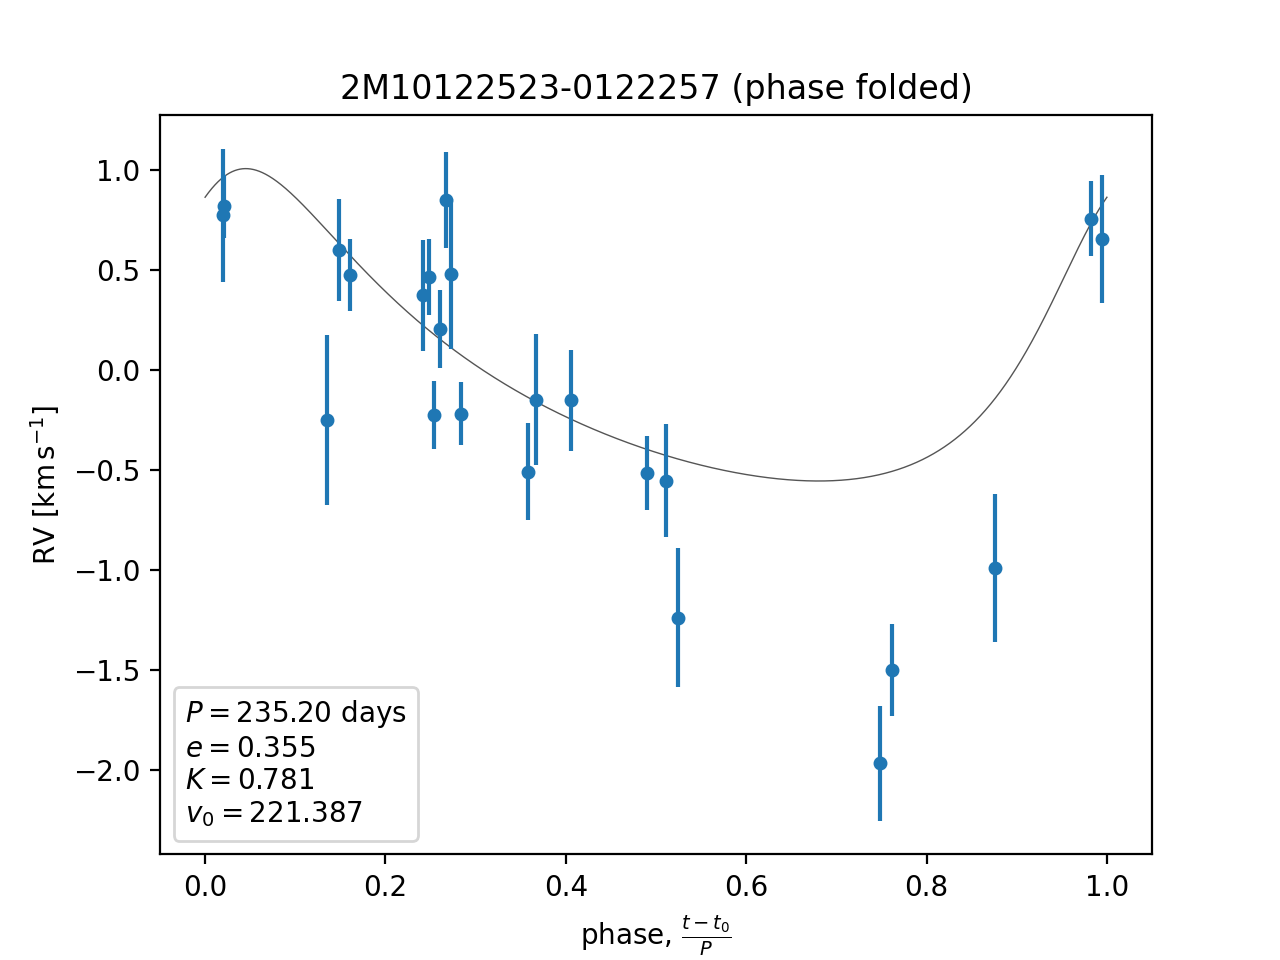 2M10122523-0122257 (phase folded)
RV [km s⁻¹]
1.0
0.5
0.0
−0.5
−1.0
−1.5
−2.0
P = 235.20 days
e = 0.355
K = 0.781
v₀ = 221.387
0.0 0.2 0.4 0.6 0.8 1.0
phase, (t − t₀)/P